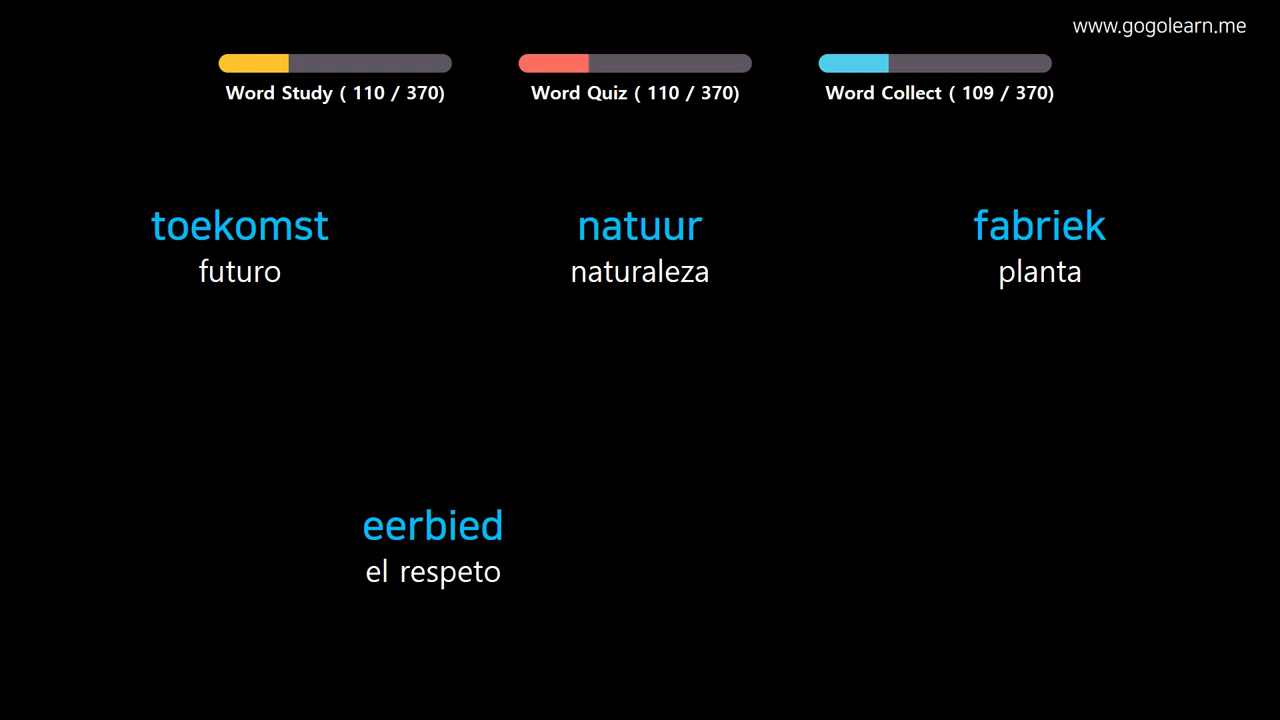 www.gogolearn.me
Word Study ( 110 / 370)
Word Quiz ( 110 / 370)
Word Collect ( 109 / 370)
toekomst
futuro
natuur
naturaleza
fabriek
planta
eerbied
el respeto